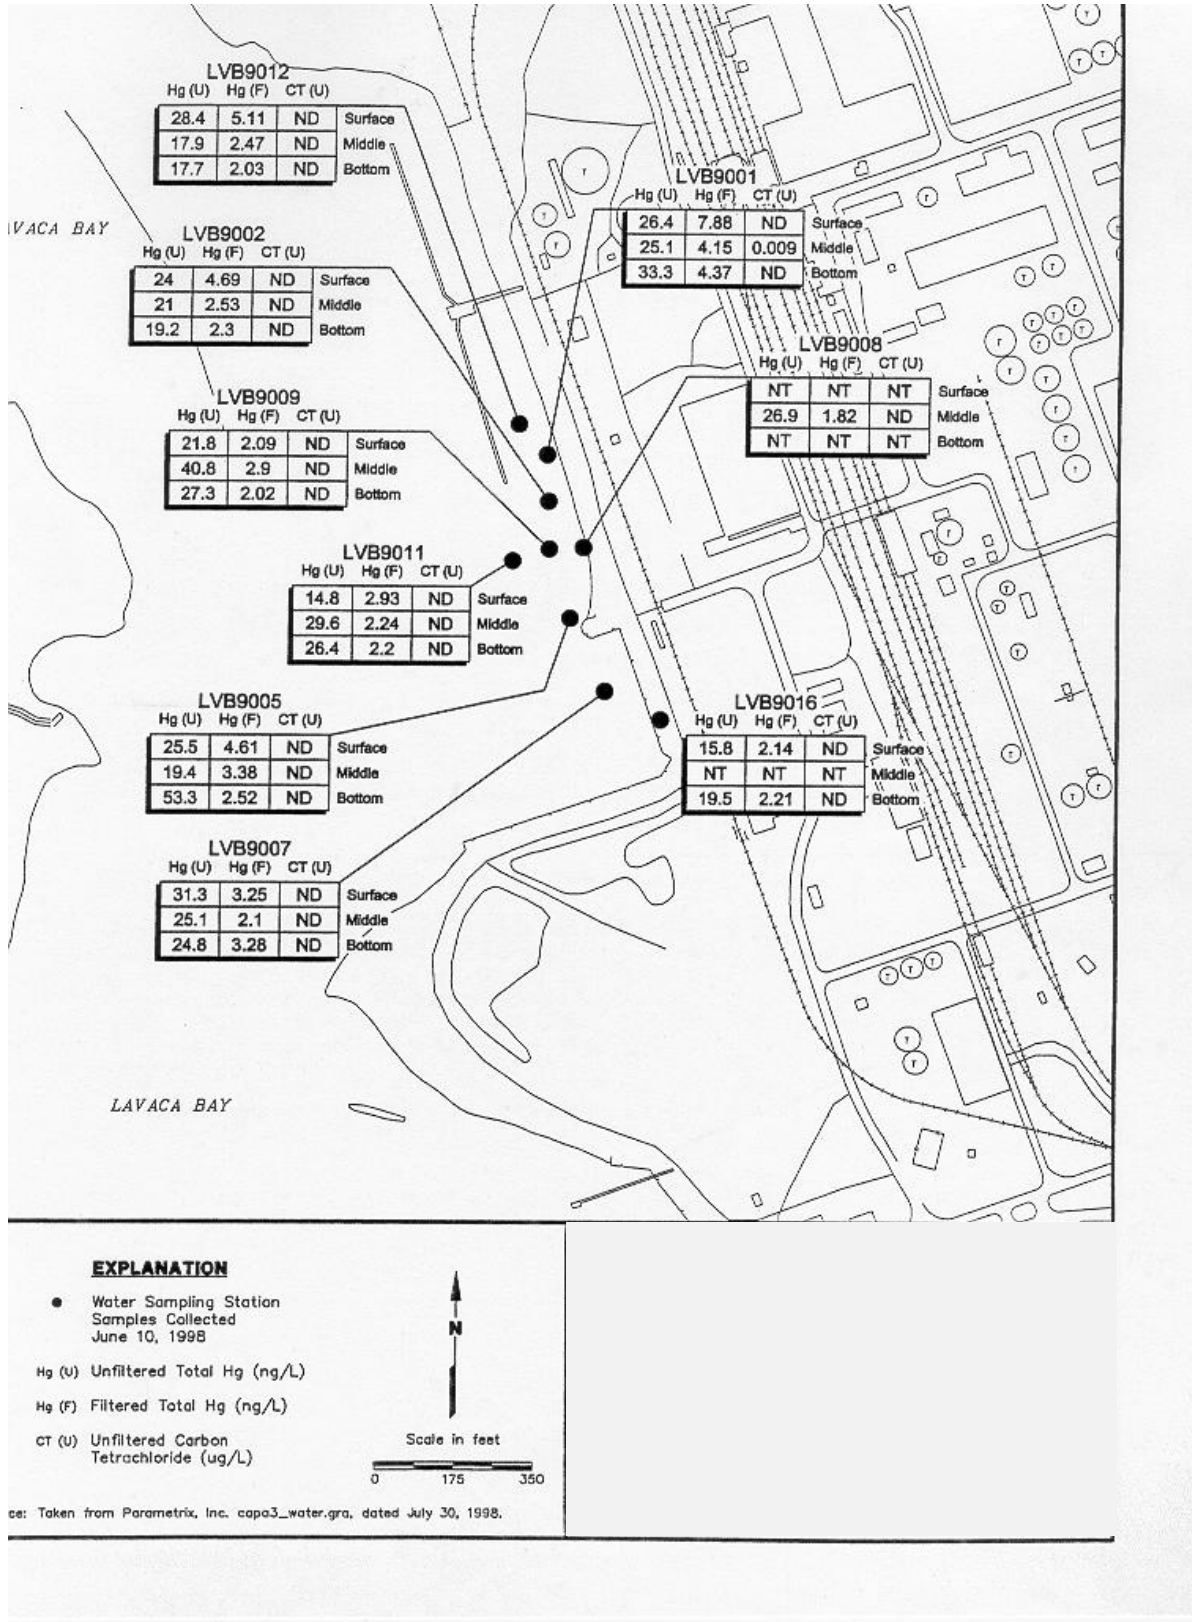 LVB9012
Hg (U) Hg (F) CT (U)
28.4 5.11 ND Surface
17.9 2.47 ND Middle
17.7 2.03 ND Bottom
LVB9001
Hg (U) Hg (F) CT (U)
26.4 7.88 ND Surface
25.1 4.15 0.009 Middle
33.3 4.37 ND Bottom
VACA BAY
LVB9002
Hg (U) Hg (F) CT (U)
24 4.69 ND Surface
21 2.53 ND Middle
19.2 2.3 ND Bottom
LVB9008
Hg (U) Hg (F) CT (U)
NT NT NT Surface
26.9 1.82 ND Middle
NT NT NT Bottom
LVB9009
Hg (U) Hg (F) CT (U)
21.8 2.09 ND Surface
40.8 2.9 ND Middle
27.3 2.02 ND Bottom
LVB9011
Hg (U) Hg (F) CT (U)
14.8 2.93 ND Surface
29.6 2.24 ND Middle
26.4 2.2 ND Bottom
LVB9005
Hg (U) Hg (F) CT (U)
25.5 4.61 ND Surface
19.4 3.38 ND Middle
53.3 2.52 ND Bottom
LVB9016
Hg (U) Hg (F) CT (U)
15.8 2.14 ND Surface
NT NT NT Middle
19.5 2.21 ND Bottom
LVB9007
Hg (U) Hg (F) CT (U)
31.3 3.25 ND Surface
25.1 2.1 ND Middle
24.8 3.28 ND Bottom
LAVACA BAY
EXPLANATION
Water Sampling Station
Samples Collected
June 10, 1998
Hg (U) Unfiltered Total Hg (ng/L)
Hg (F) Filtered Total Hg (ng/L)
CT (U) Unfiltered Carbon
Tetrachloride (ug/L)
N
Scale in feet
0 175 350
ce: Taken from Parametrix, Inc. capa3_water.gra, dated July 30, 1998.